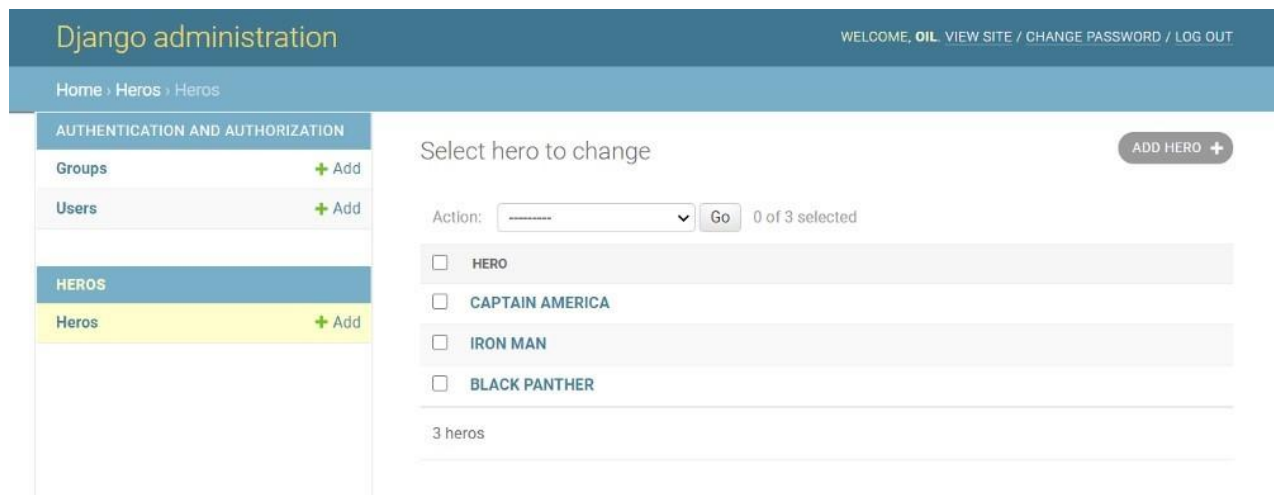 Django administration
WELCOME, OIL. VIEW SITE / CHANGE PASSWORD / LOG OUT
Home › Heros › Heros
AUTHENTICATION AND AUTHORIZATION
Groups + Add
Users + Add
HEROS
Heros + Add
Select hero to change
ADD HERO +
Action: --------- Go 0 of 3 selected
HERO
CAPTAIN AMERICA
IRON MAN
BLACK PANTHER
3 heros